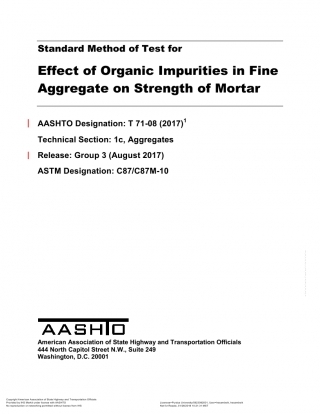 Standard Method of Test for
Effect of Organic Impurities in Fine
Aggregate on Strength of Mortar
AASHTO Designation: T 71-08 (2017)1
Technical Section: 1c, Aggregates
Release: Group 3 (August 2017)
ASTM Designation: C87/C87M-10
AASHTO
American Association of State Highway and Transportation Officials
444 North Capitol Street N.W., Suite 249
Washington, D.C. 20001